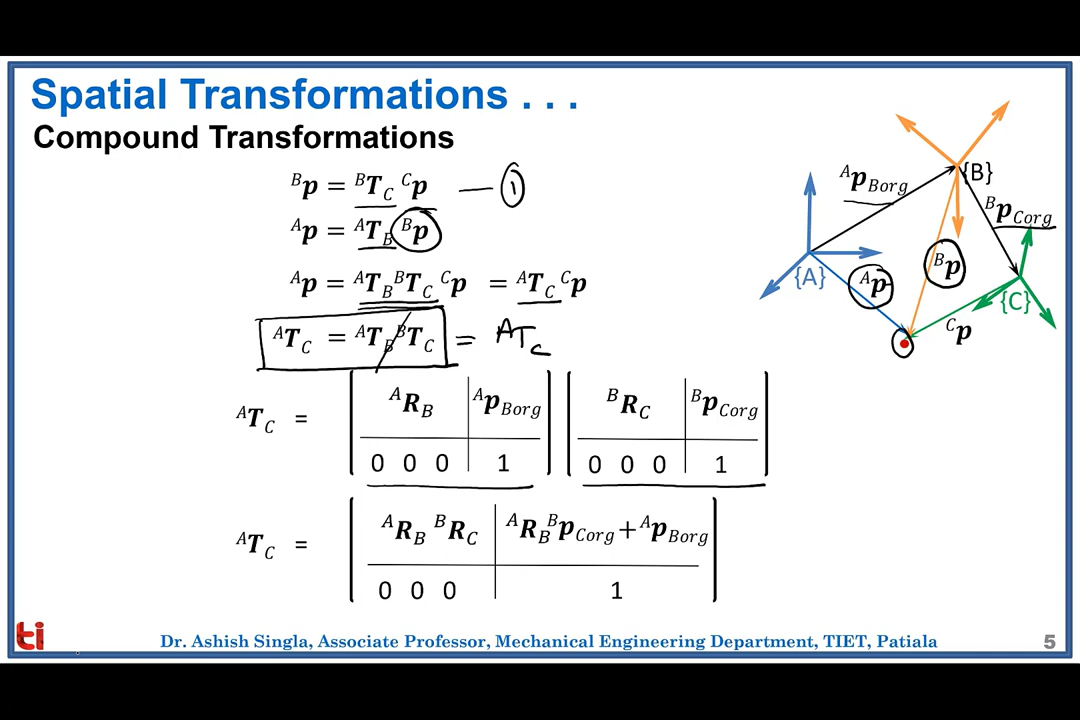 Spatial Transformations . . .
Compound Transformations
ᴮp = ᴮT_C ᶜp — ①
ᴬp = ᴬT_B ᴮp
ᴬp = ᴬT_B ᴮT_C ᶜp = ᴬT_C ᶜp
ᴬT_C = ᴬT_B ᴮT_C = ᴬT_C
ᴬT_C = [ ᴬR_B | ᴬp_Borg ] [ ᴮR_C | ᴮp_Corg ]
0 0 0 | 1 0 0 0 | 1
ᴬT_C = [ ᴬR_B ᴮR_C | ᴬR_B ᴮp_Corg + ᴬp_Borg ]
0 0 0 | 1
ᴬp_Borg
{B}
ᴮp_Corg
{A}
ᴬp
ᴮp
{C}
ᶜp
ti
Dr. Ashish Singla, Associate Professor, Mechanical Engineering Department, TIET, Patiala
5